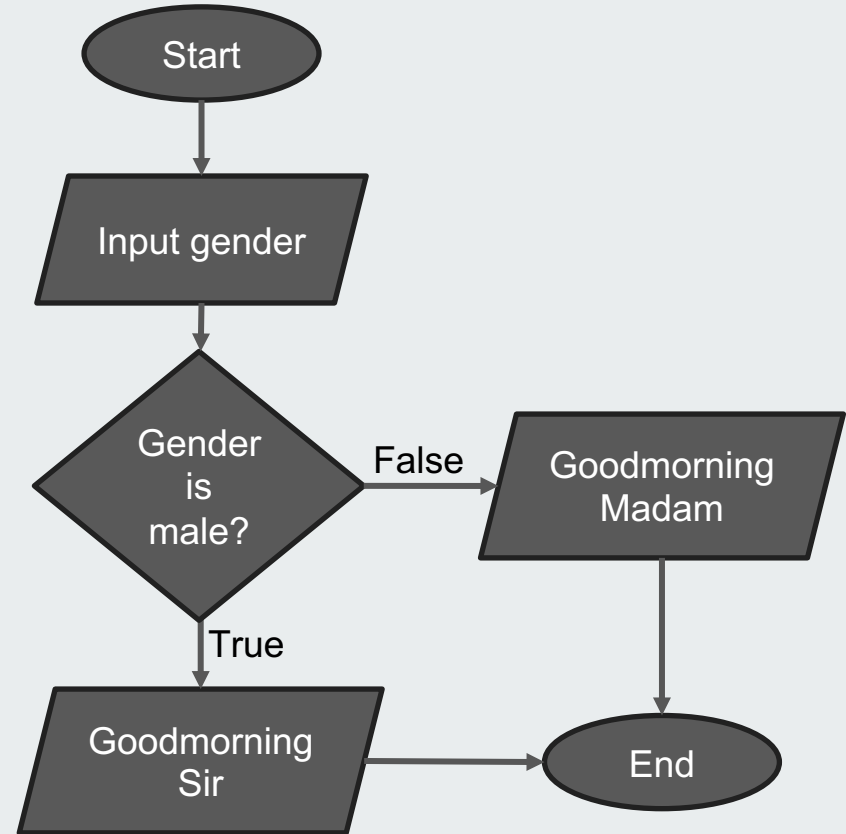 Start
Input gender
Gender
is
male?
False
Goodmorning
Madam
True
Goodmorning
Sir
End